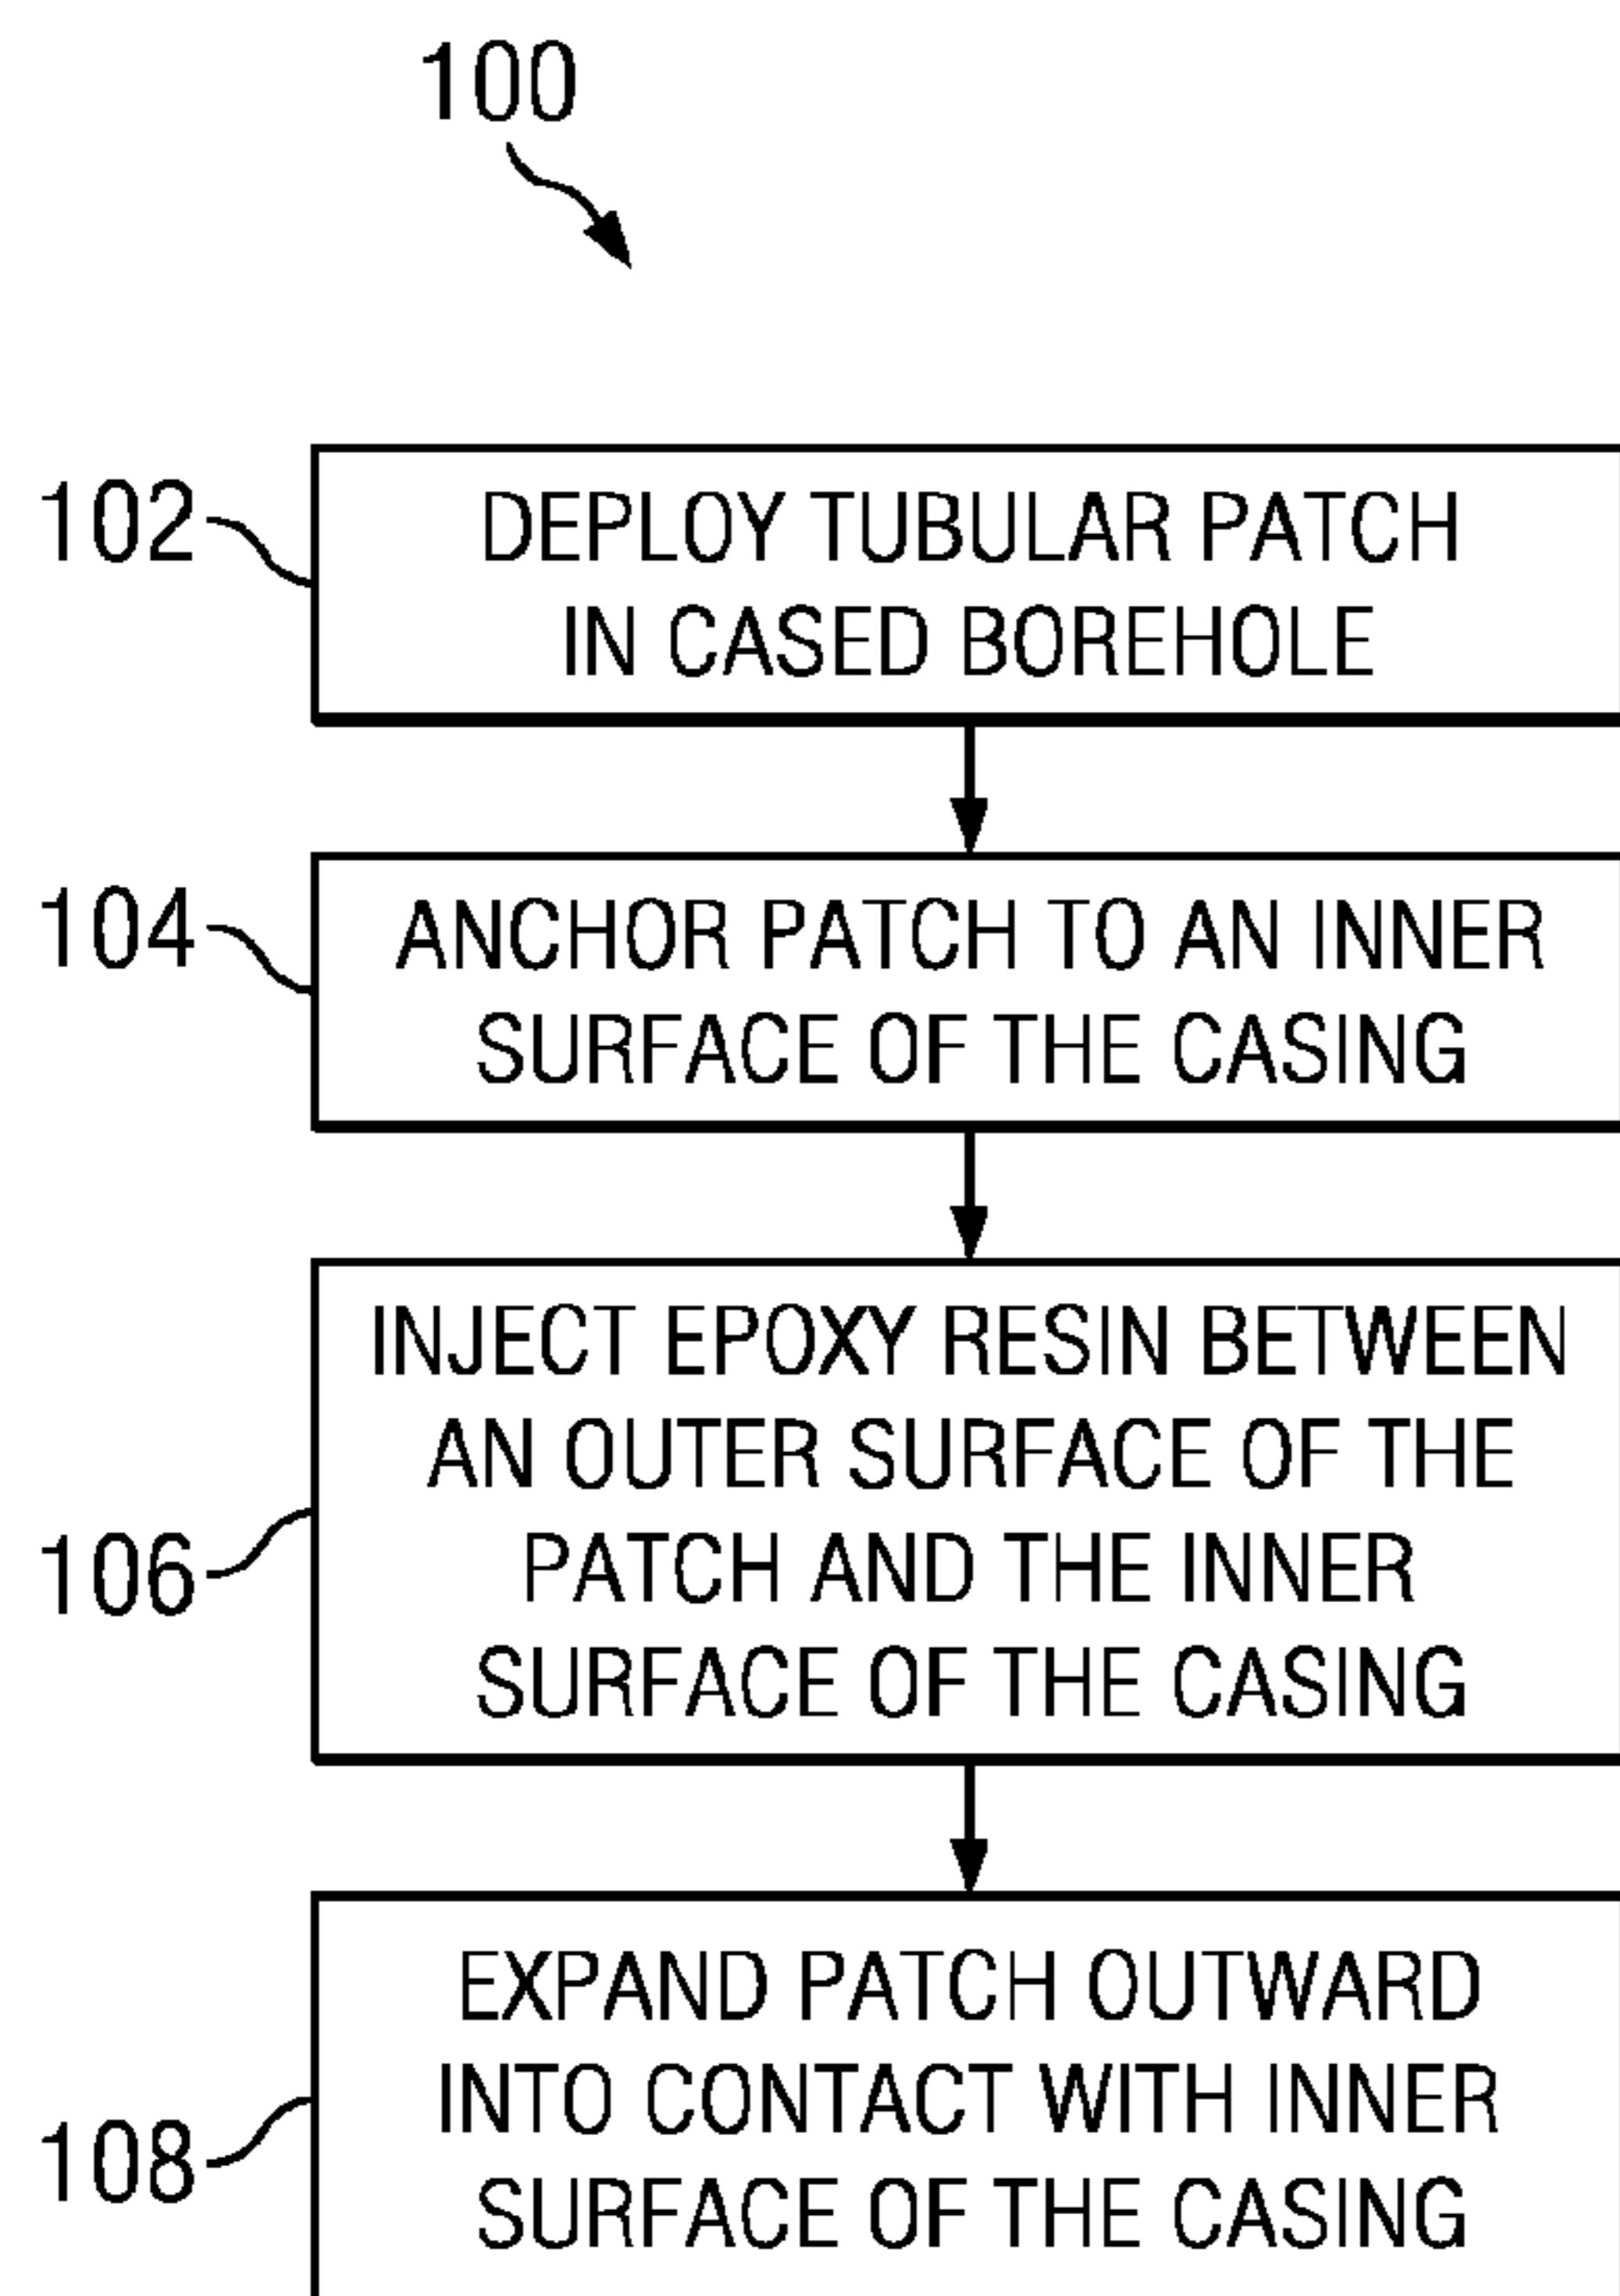 100
102
DEPLOY TUBULAR PATCH
IN CASED BOREHOLE
104
ANCHOR PATCH TO AN INNER
SURFACE OF THE CASING
106
INJECT EPOXY RESIN BETWEEN
AN OUTER SURFACE OF THE
PATCH AND THE INNER
SURFACE OF THE CASING
108
EXPAND PATCH OUTWARD
INTO CONTACT WITH INNER
SURFACE OF THE CASING